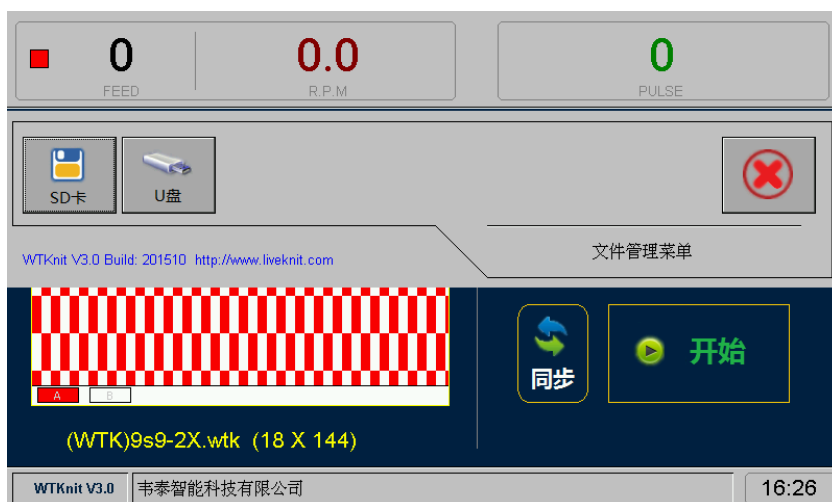 0
FEED
0.0
R.P.M
0
PULSE
SD卡
U盘
WTKnit V3.0 Build: 201510 http://www.liveknit.com
文件管理菜单
A
B
同步
开始
(WTK)9s9-2X.wtk (18 X 144)
WTKnit V3.0
韦泰智能科技有限公司
16:26